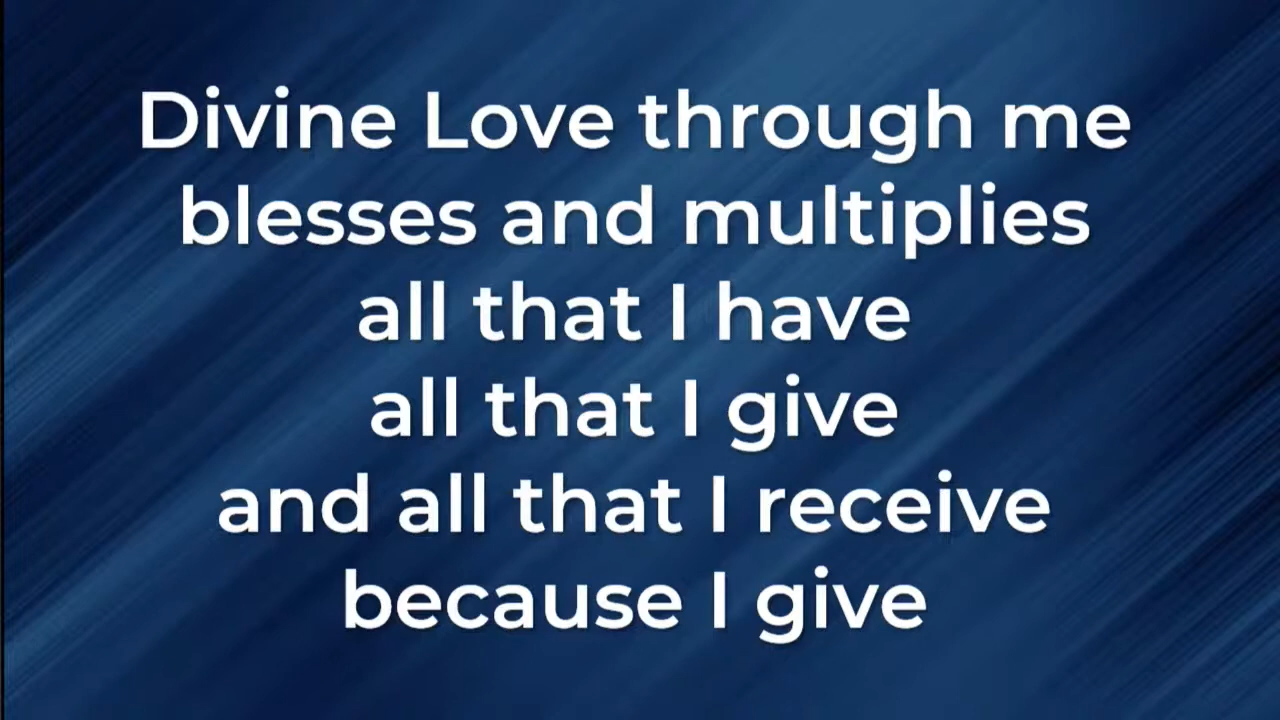 Divine Love through me
blesses and multiplies
all that I have
all that I give
and all that I receive
because I give